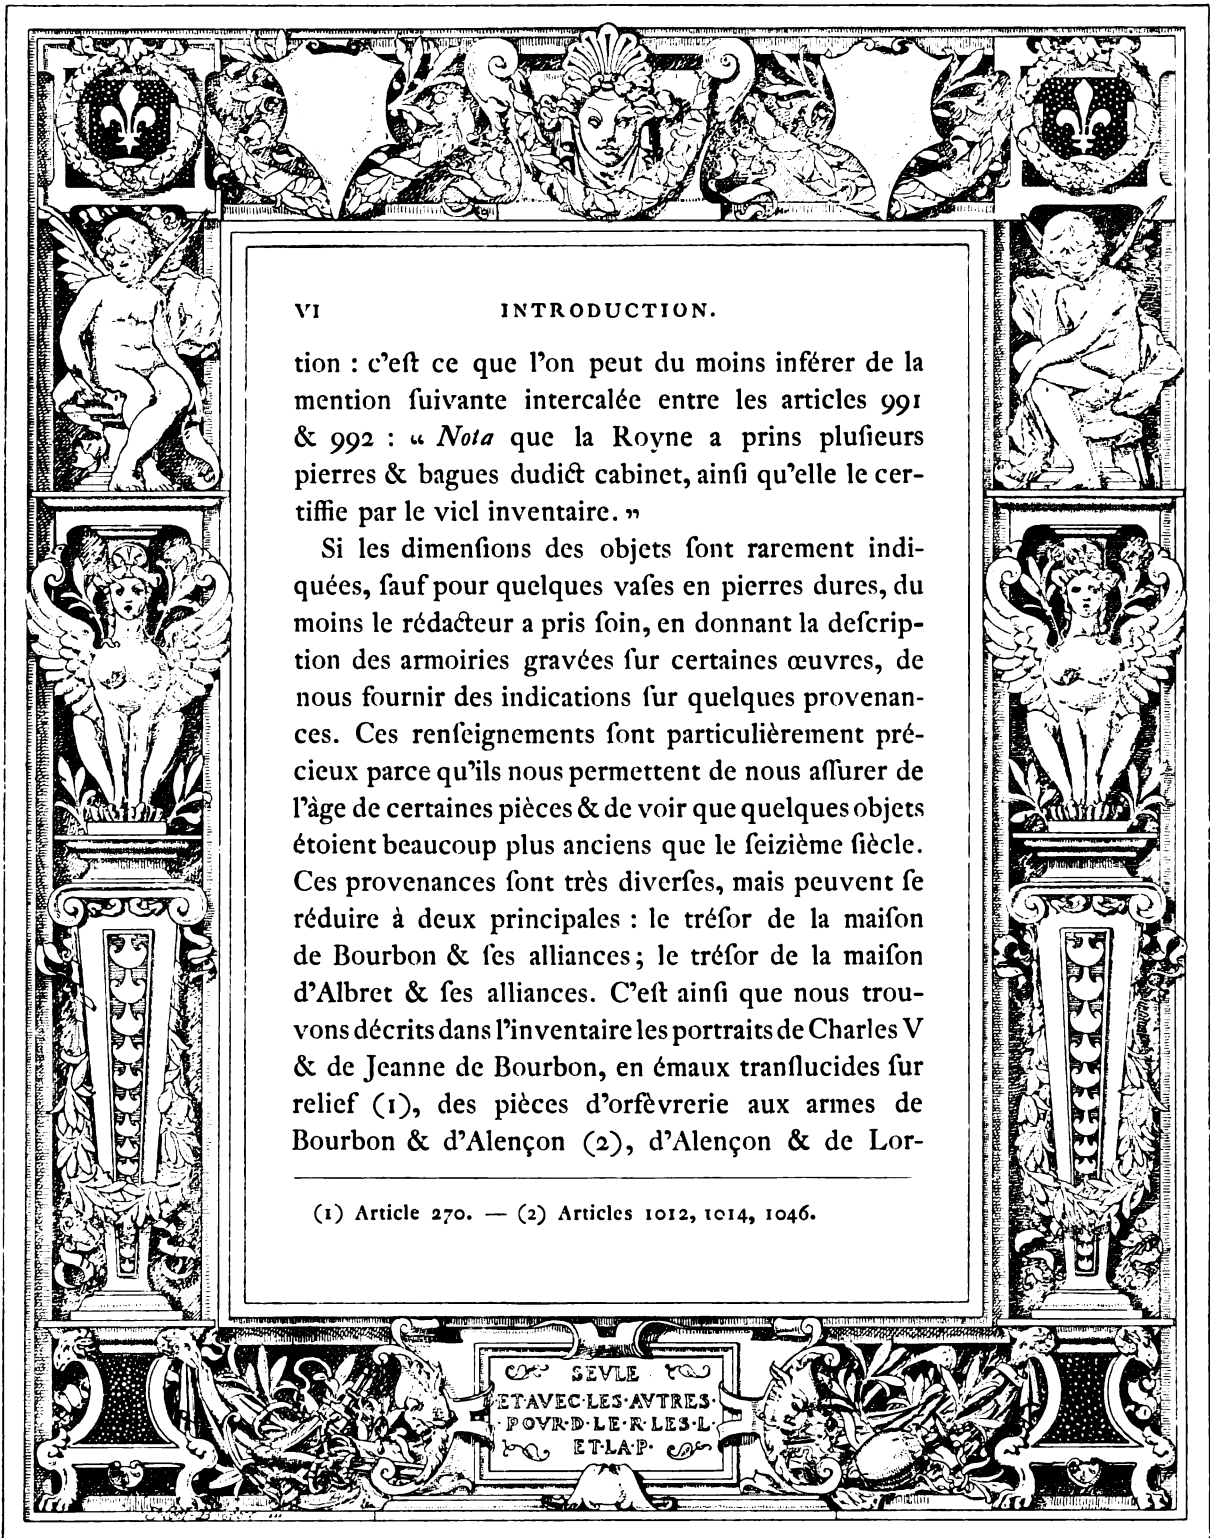 VI INTRODUCTION.
tion : c’eſt ce que l’on peut du moins inférer de la
mention ſuivante intercalée entre les articles 991
& 992 : “ Nota que la Royne a prins pluſieurs
pierres & bagues dudict cabinet, ainſi qu’elle le cer-
tiffie par le viel inventaire. ”
Si les dimenſions des objets ſont rarement indi-
quées, ſauf pour quelques vaſes en pierres dures, du
moins le rédacteur a pris ſoin, en donnant la deſcrip-
tion des armoiries gravées ſur certaines œuvres, de
nous fournir des indications ſur quelques provenan-
ces. Ces renſeignements ſont particulièrement pré-
cieux parce qu’ils nous permettent de nous aſſurer de
l’àge de certaines pièces & de voir que quelques objets
étoient beaucoup plus anciens que le ſeizième ſiècle.
Ces provenances ſont très diverſes, mais peuvent ſe
réduire à deux principales : le tréſor de la maiſon
de Bourbon & ſes alliances ; le tréſor de la maiſon
d’Albret & ſes alliances. C’eſt ainſi que nous trou-
vons décrits dans l’inventaire les portraits de Charles V
& de Jeanne de Bourbon, en émaux tranſlucides ſur
relief (1), des pièces d’orfèvrerie aux armes de
Bourbon & d’Alençon (2), d’Alençon & de Lor-
(1) Article 270. — (2) Articles 1012, 1014, 1046.
SEVLE
ET·AVEC·LES·AVTRES·
·POVR·D·LE·R·LES·L·
ET·LA·P·